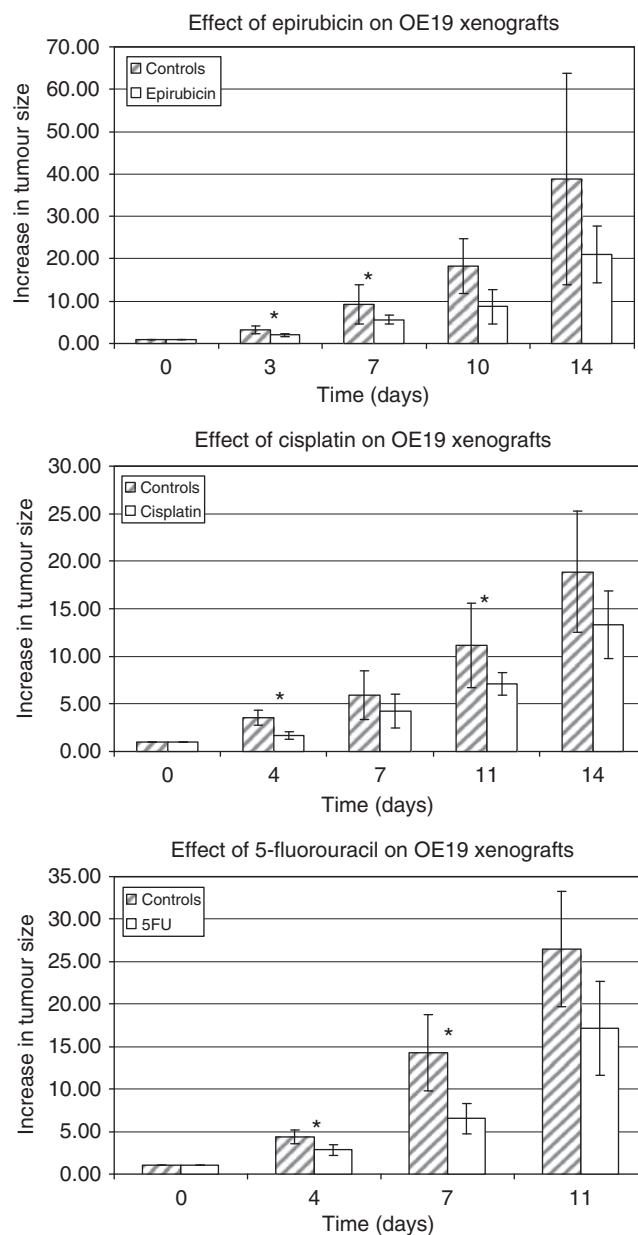 Effect of epirubicin on OE19 xenografts
70.00
60.00
50.00
40.00
30.00
20.00
10.00
0.00
Increase in tumour size
Controls
Epirubicin
*
*
0 3 7 10 14
Time (days)
Effect of cisplatin on OE19 xenografts
30.00
25.00
20.00
15.00
10.00
5.00
0.00
Increase in tumour size
Controls
Cisplatin
*
*
0 4 7 11 14
Time (days)
Effect of 5-fluorouracil on OE19 xenografts
35.00
30.00
25.00
20.00
15.00
10.00
5.00
0.00
Increase in tumour size
Controls
5FU
*
*
0 4 7 11
Time (days)